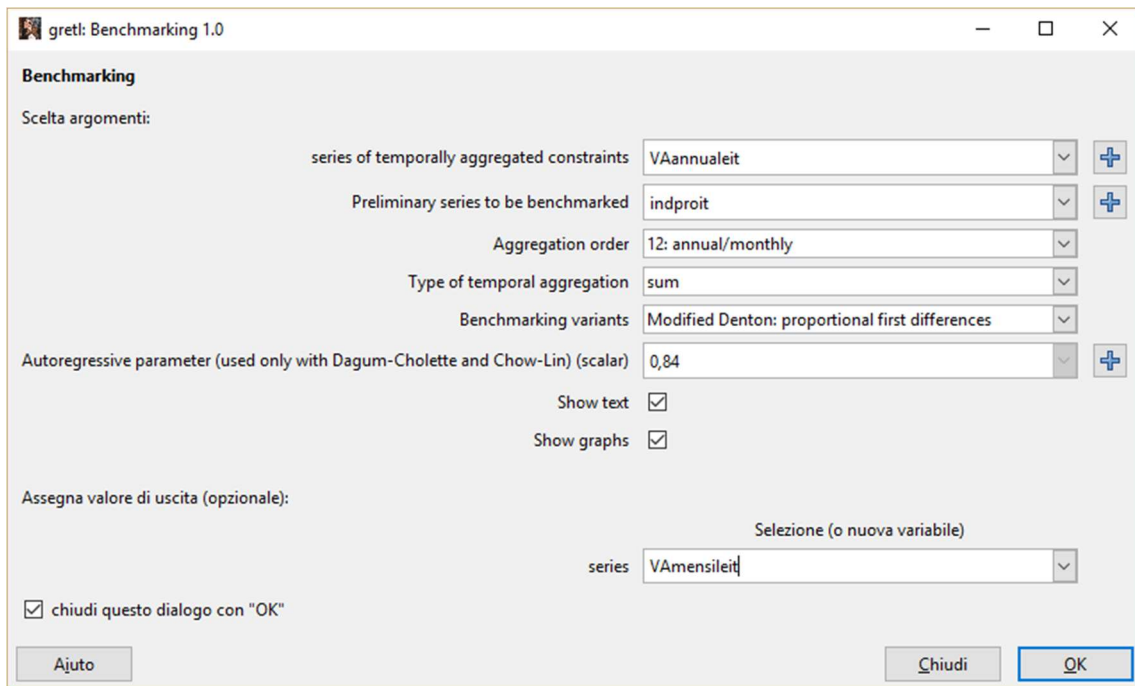 gretl: Benchmarking 1.0
Benchmarking
Scelta argomenti:
series of temporally aggregated constraints VAannualeit
Preliminary series to be benchmarked indproit
Aggregation order 12: annual/monthly
Type of temporal aggregation sum
Benchmarking variants Modified Denton: proportional first differences
Autoregressive parameter (used only with Dagum-Cholette and Chow-Lin) (scalar) 0,84
Show text
Show graphs
Assegna valore di uscita (opzionale):
Selezione (o nuova variabile)
series VAmensileit
chiudi questo dialogo con "OK"
Aiuto Chiudi OK